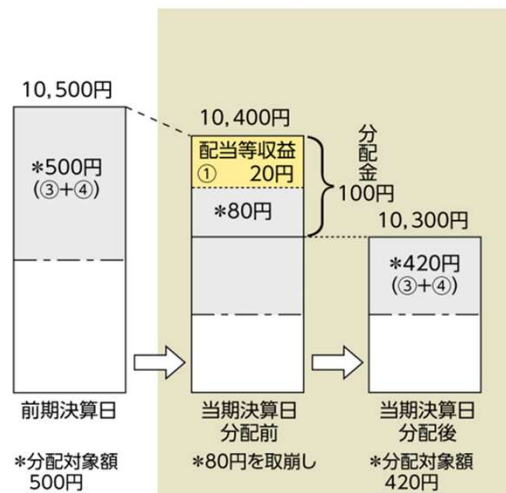 10,500円
*500円
(③+④)
前期決算日
*分配対象額
500円
10,400円
配当等収益
① 20円
*80円
分配金
100円
当期決算日
分配前
*80円を取崩し
10,300円
*420円
(③+④)
当期決算日
分配後
*分配対象額
420円